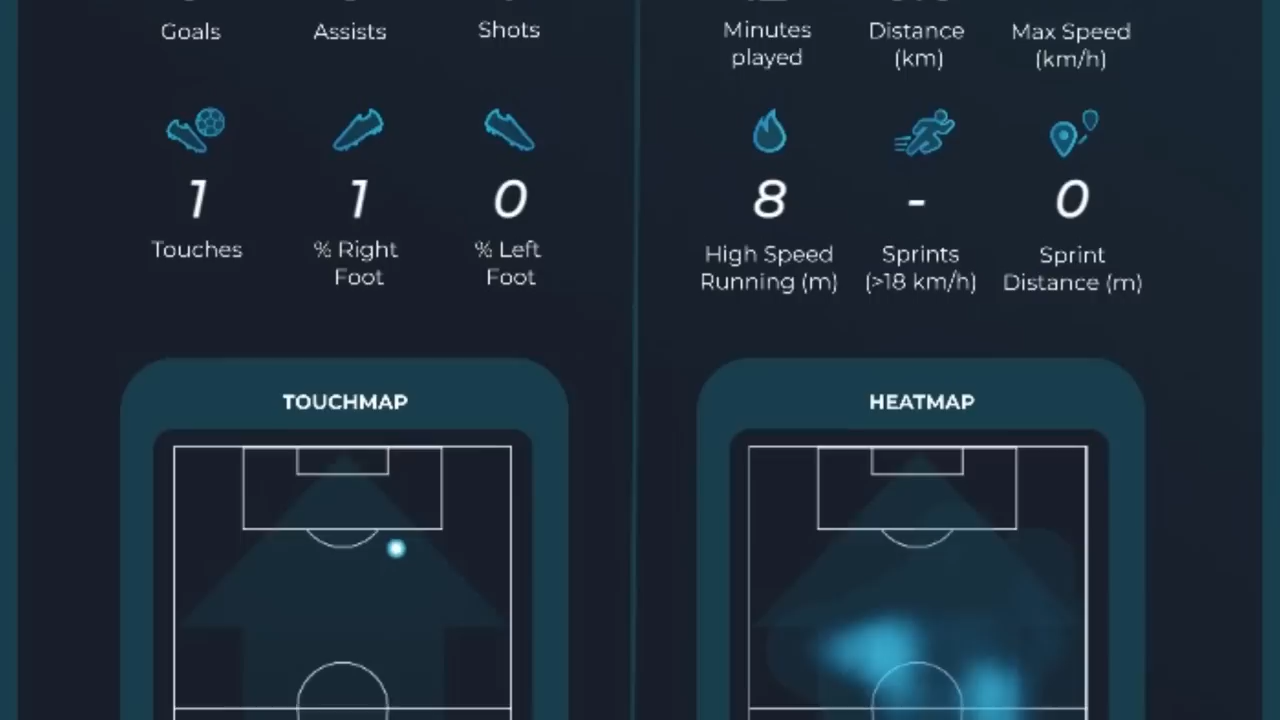 Goals
Assists
Shots
Minutes
played
Distance
(km)
Max Speed
(km/h)
1
1
0
Touches
% Right
Foot
% Left
Foot
8
-
0
High Speed
Running (m)
Sprints
(>18 km/h)
Sprint
Distance (m)
TOUCHMAP
HEATMAP